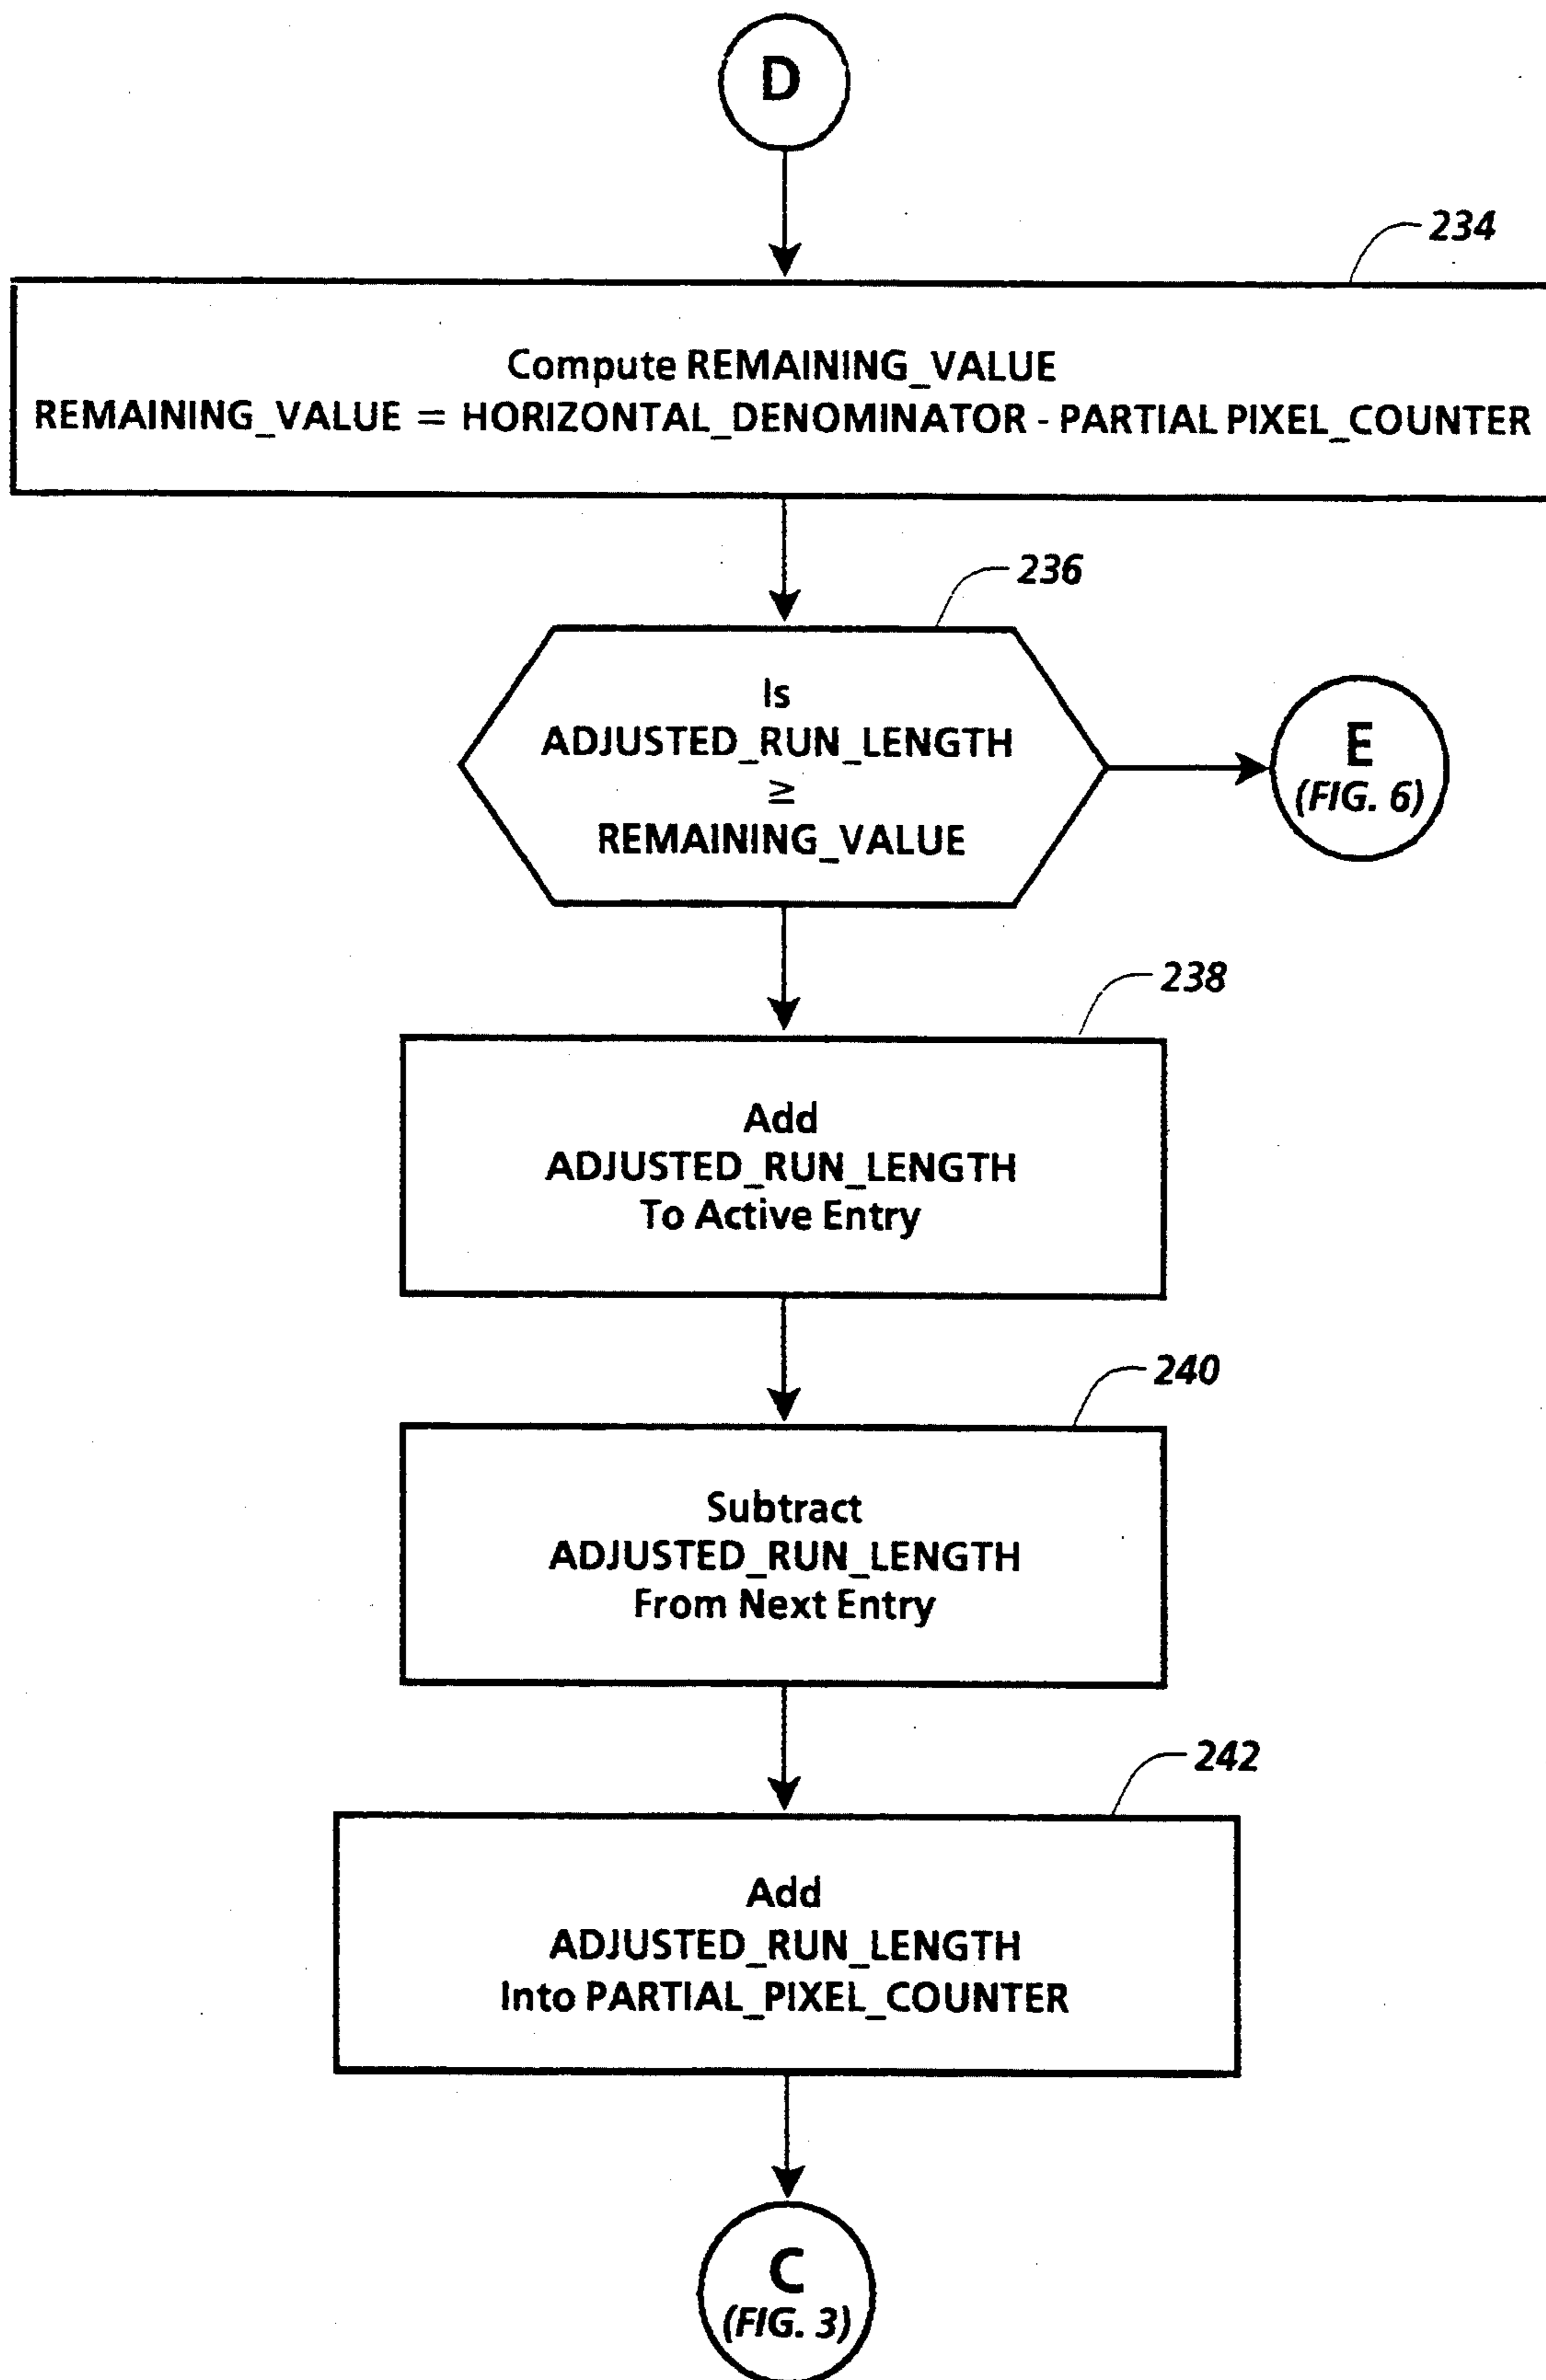 D
234
Compute REMAINING_VALUE
REMAINING_VALUE = HORIZONTAL_DENOMINATOR - PARTIAL PIXEL_COUNTER
236
Is
ADJUSTED_RUN_LENGTH
≥
REMAINING_VALUE
E
(FIG. 6)
238
Add
ADJUSTED_RUN_LENGTH
To Active Entry
240
Subtract
ADJUSTED_RUN_LENGTH
From Next Entry
242
Add
ADJUSTED_RUN_LENGTH
Into PARTIAL_PIXEL_COUNTER
C
(FIG. 3)